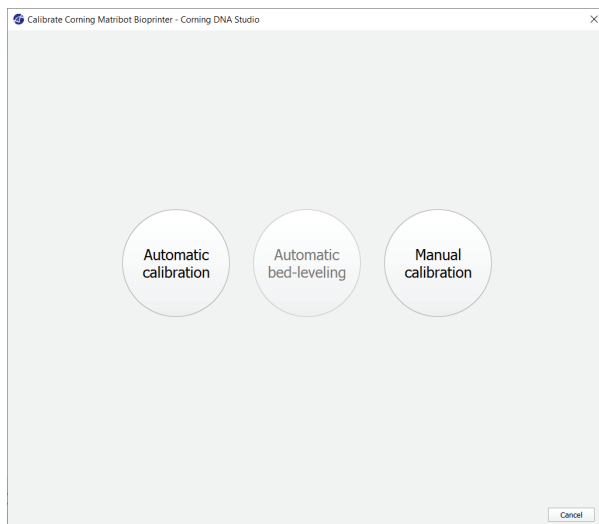 Calibrate Corning Matribot Bioprinter - Corning DNA Studio
Automatic
calibration
Automatic
bed-leveling
Manual
calibration
Cancel